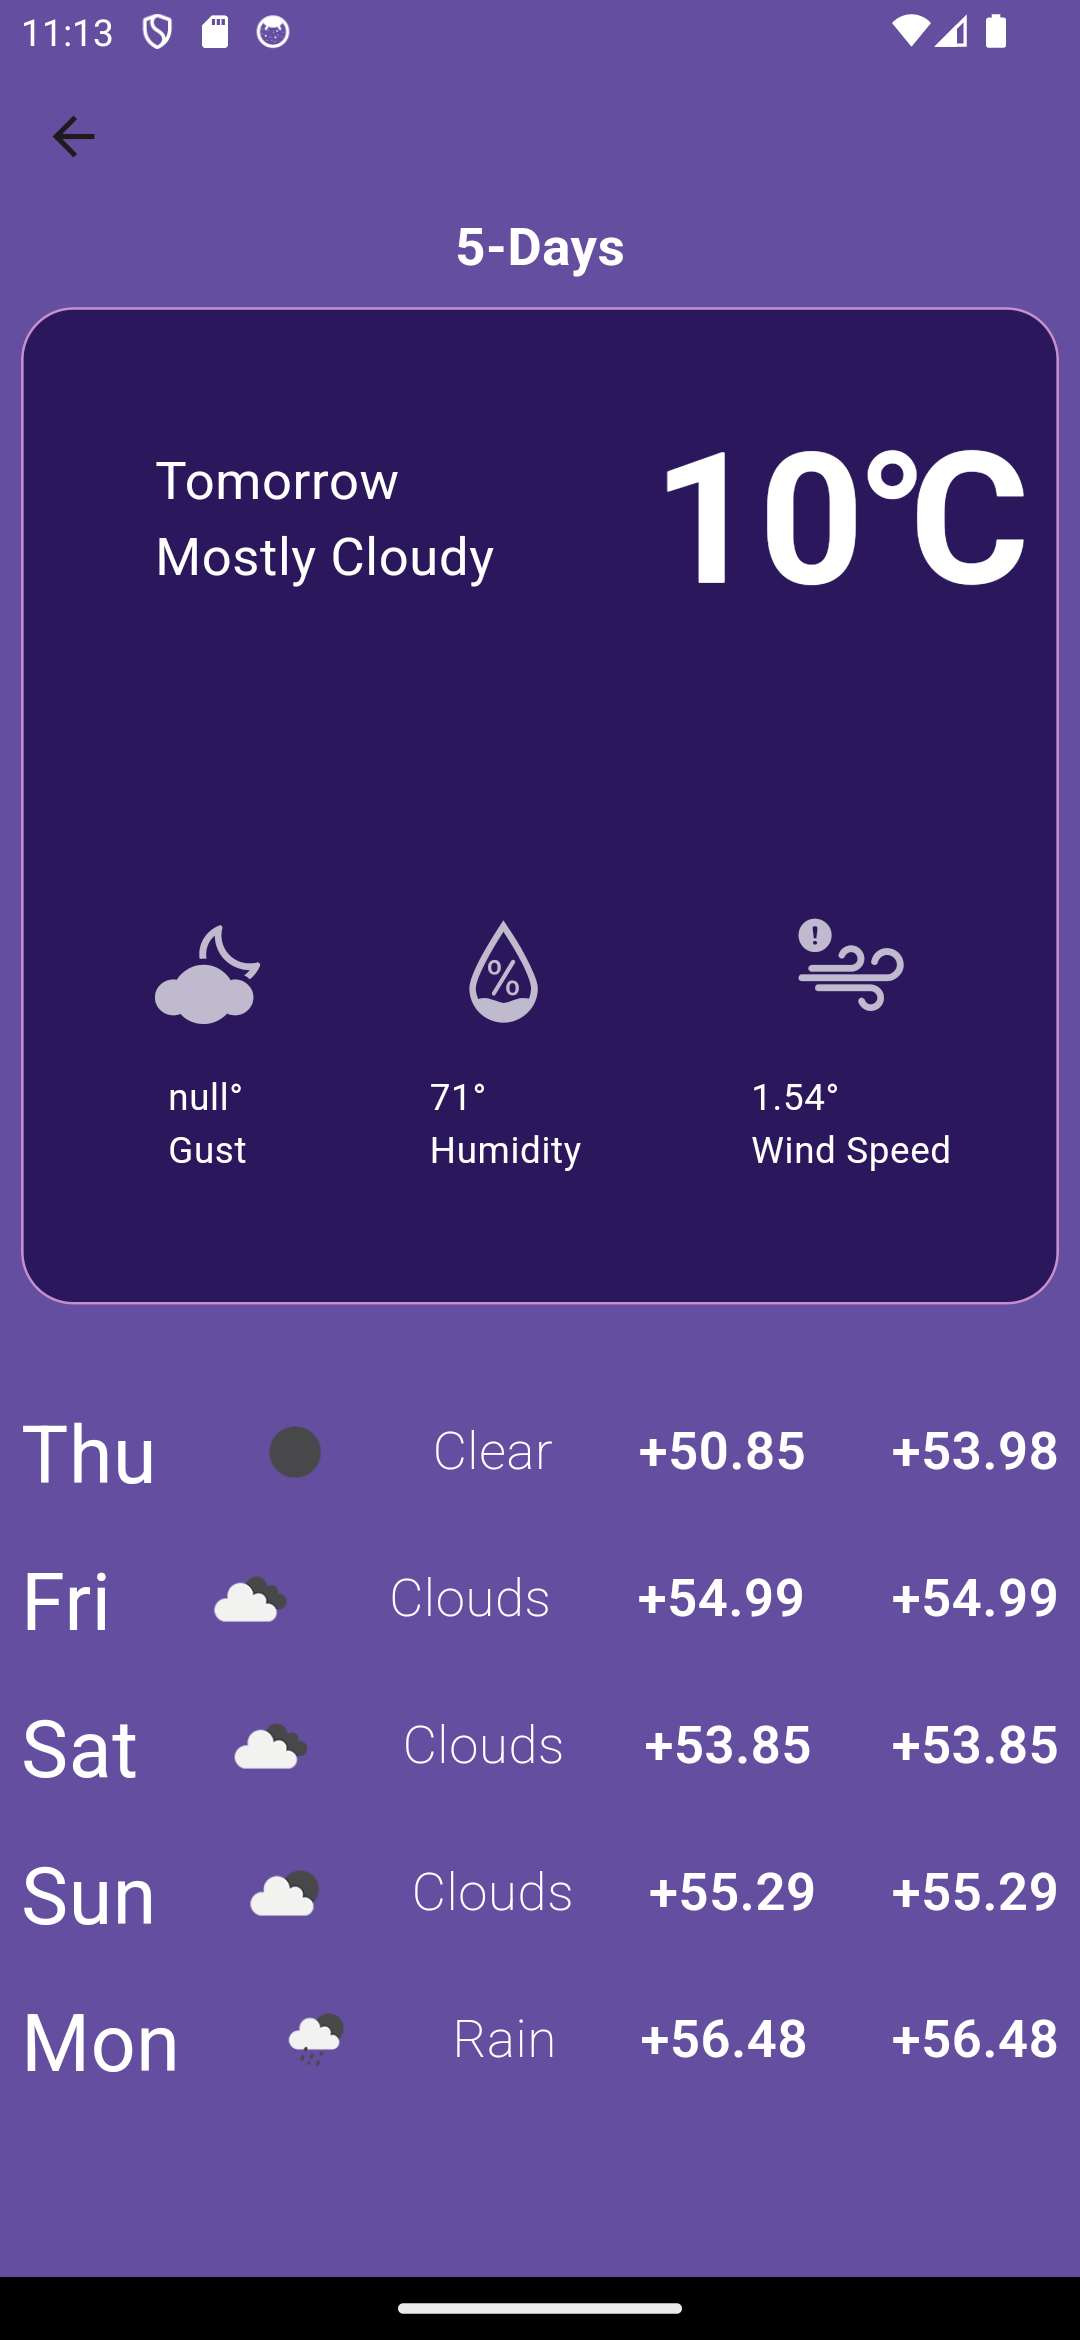 11:13
5-Days
Tomorrow
Mostly Cloudy
10°C
null° 71° 1.54°
Gust Humidity Wind Speed
Thu Clear +50.85 +53.98
Fri Clouds +54.99 +54.99
Sat Clouds +53.85 +53.85
Sun Clouds +55.29 +55.29
Mon Rain +56.48 +56.48